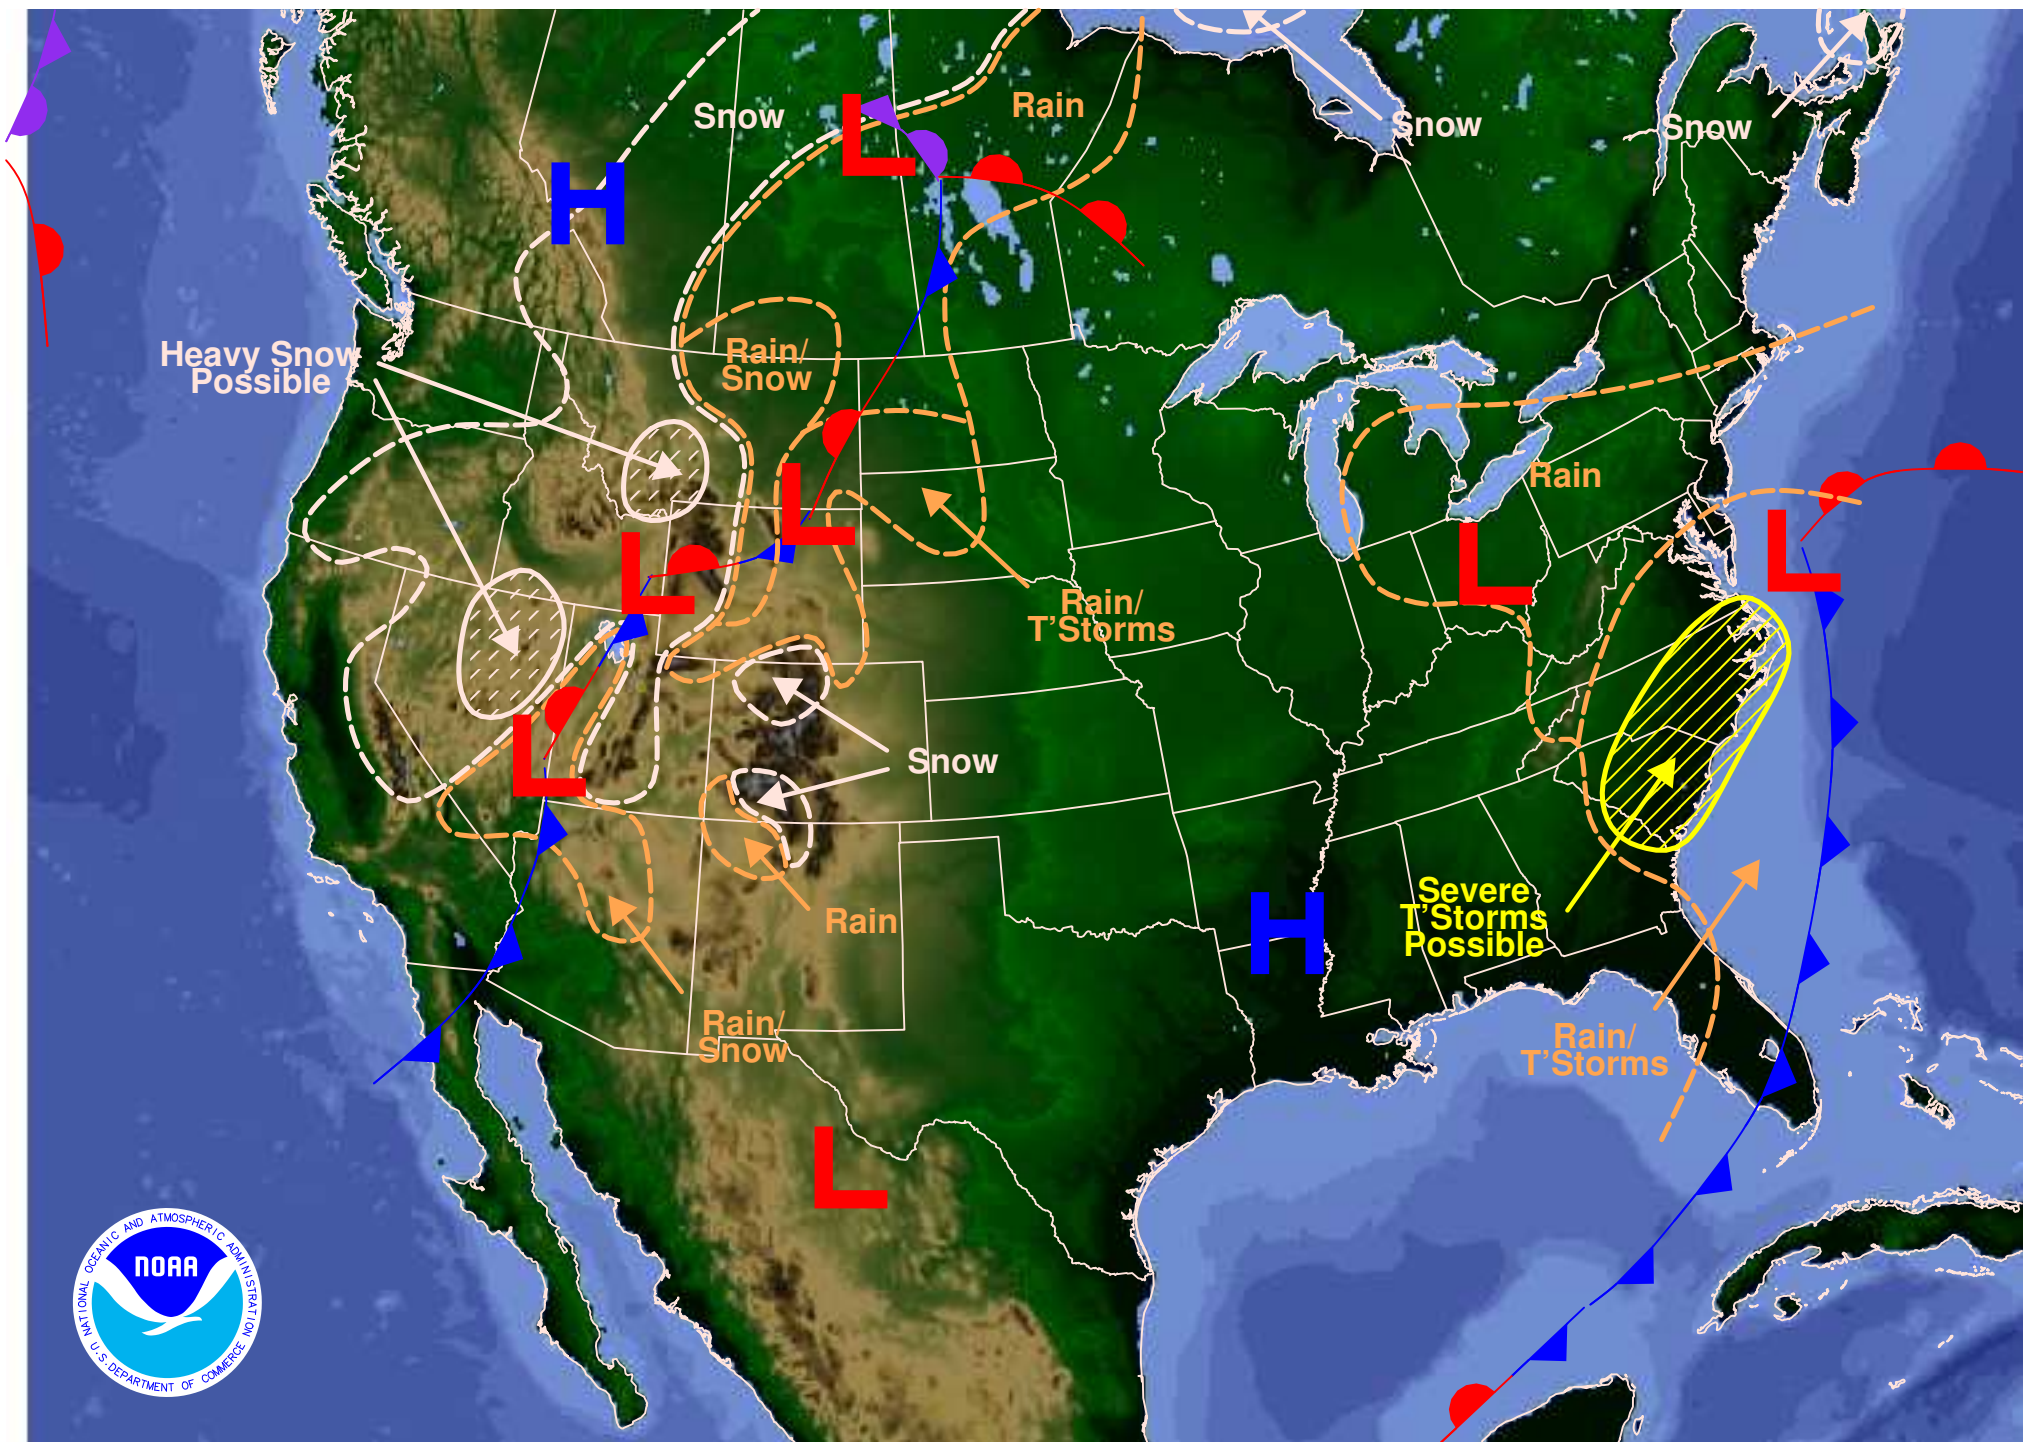 Snow
Rain
Snow
Snow
H
L
Heavy Snow
Possible
Rain/
Snow
Rain
L
L
L
L
L
Rain/
T'Storms
L
Snow
Severe
T'Storms
Possible
H
Rain
Rain/
Snow
Rain/
T'Storms
L
NOAA
NATIONAL OCEANIC AND ATMOSPHERIC ADMINISTRATION
U.S. DEPARTMENT OF COMMERCE